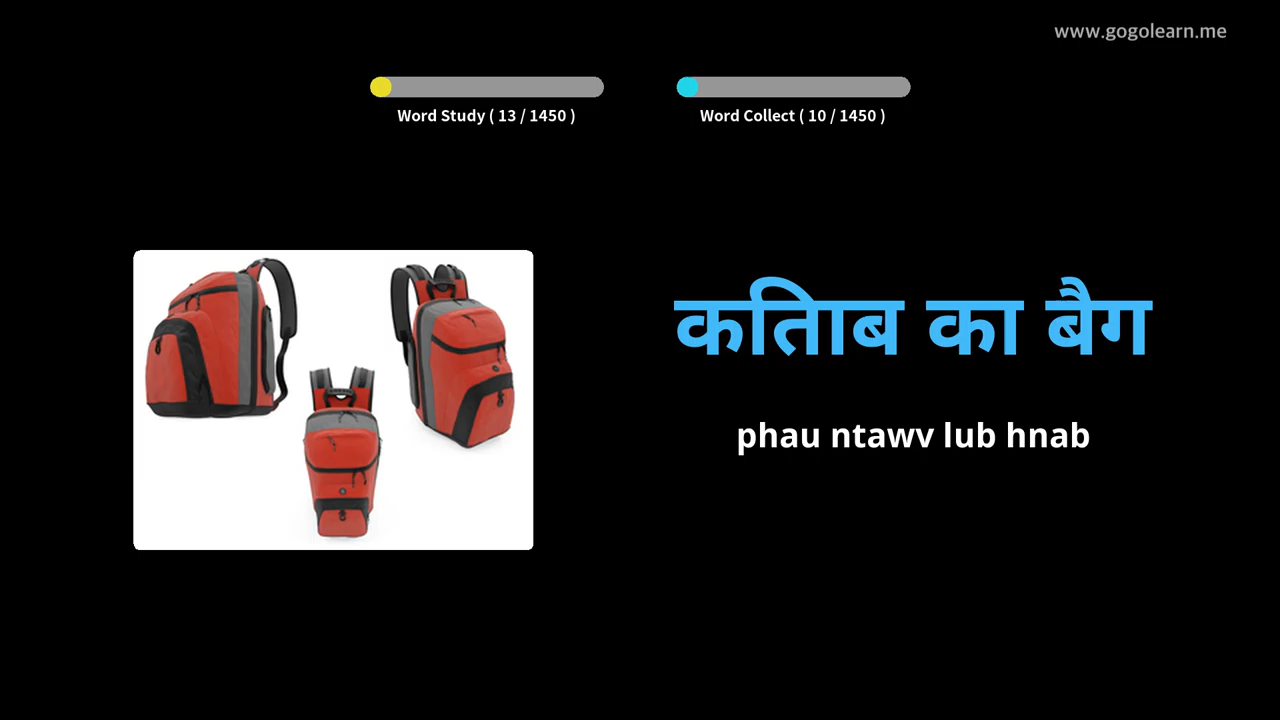 www.gogolearn.me
Word Study ( 13 / 1450 )
Word Collect ( 10 / 1450 )
कतिाब का बैग
phau ntawv lub hnab